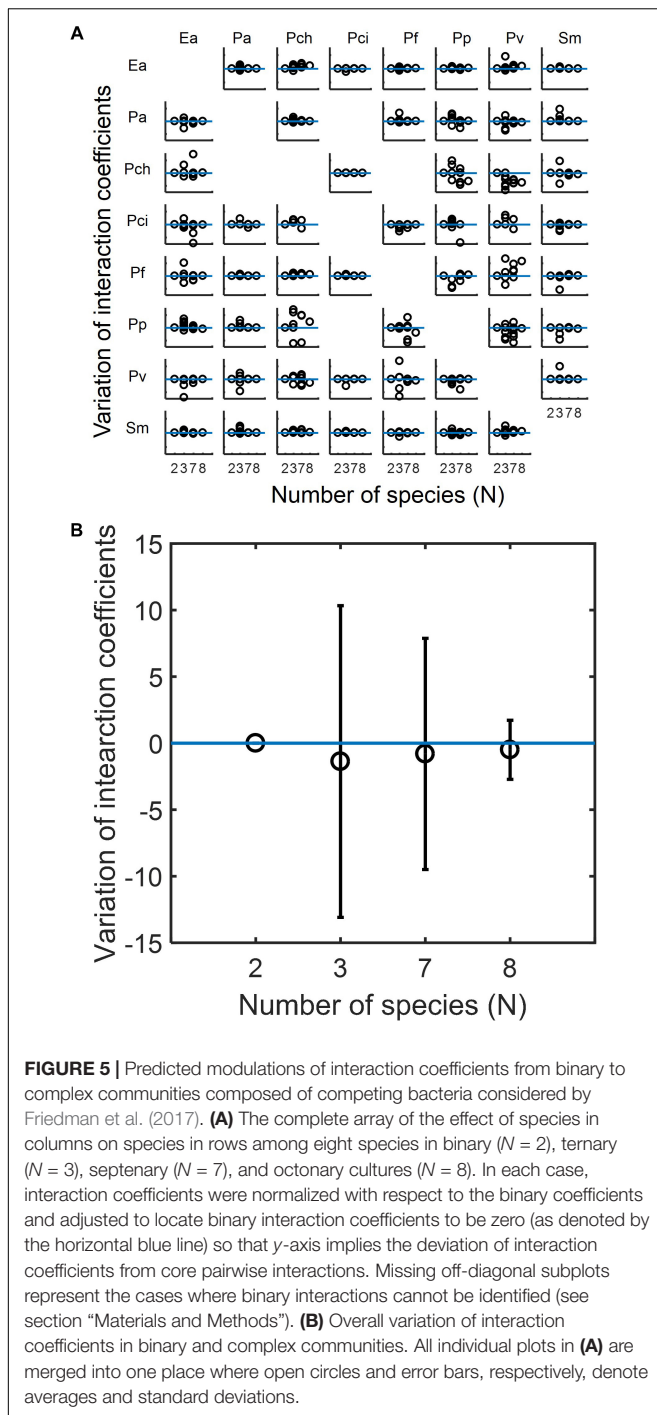 A
Ea Pa Pch Pci Pf Pp Pv Sm
Variation of interaction coefficients
Ea
Pa
Pch
Pci
Pf
Pp
Pv
2378
Sm
2378 2378 2378 2378 2378 2378 2378
Number of species (N)
B
Variation of intearction coefficients
15
10
5
0
-5
-10
-15
2 3 7 8
Number of species (N)
FIGURE 5 | Predicted modulations of interaction coefficients from binary to
complex communities composed of competing bacteria considered by
Friedman et al. (2017). (A) The complete array of the effect of species in
columns on species in rows among eight species in binary (N = 2), ternary
(N = 3), septenary (N = 7), and octonary cultures (N = 8). In each case,
interaction coefficients were normalized with respect to the binary coefficients
and adjusted to locate binary interaction coefficients to be zero (as denoted by
the horizontal blue line) so that y-axis implies the deviation of interaction
coefficients from core pairwise interactions. Missing off-diagonal subplots
represent the cases where binary interactions cannot be identified (see
section “Materials and Methods”). (B) Overall variation of interaction
coefficients in binary and complex communities. All individual plots in (A) are
merged into one place where open circles and error bars, respectively, denote
averages and standard deviations.